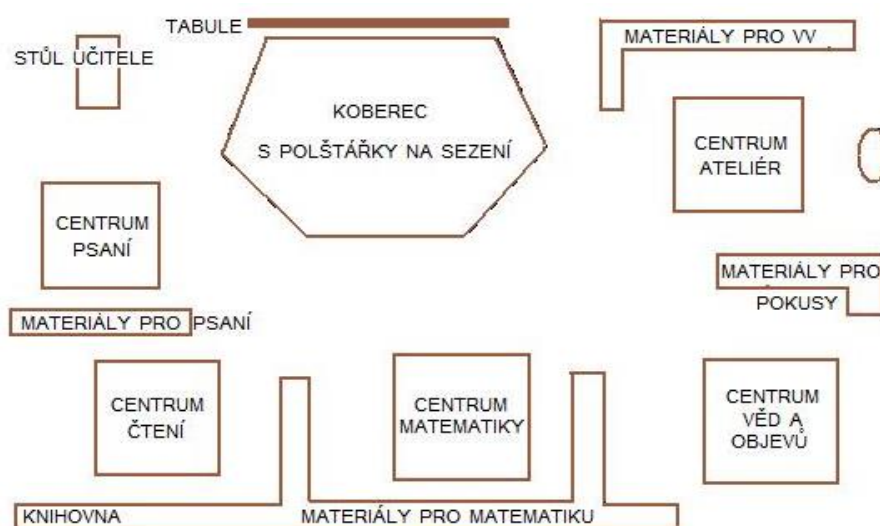 TABULE
MATERIÁLY PRO VV
STŮL UČITELE
KOBEREC
S POLŠTÁŘKY NA SEZENÍ
CENTRUM
ATELIÉR
CENTRUM
PSANÍ
MATERIÁLY PRO
POKUSY
MATERIÁLY PRO PSANÍ
CENTRUM
ČTENÍ
CENTRUM
MATEMATIKY
CENTRUM
VĚD A
OBJEVŮ
KNIHOVNA
MATERIÁLY PRO MATEMATIKU